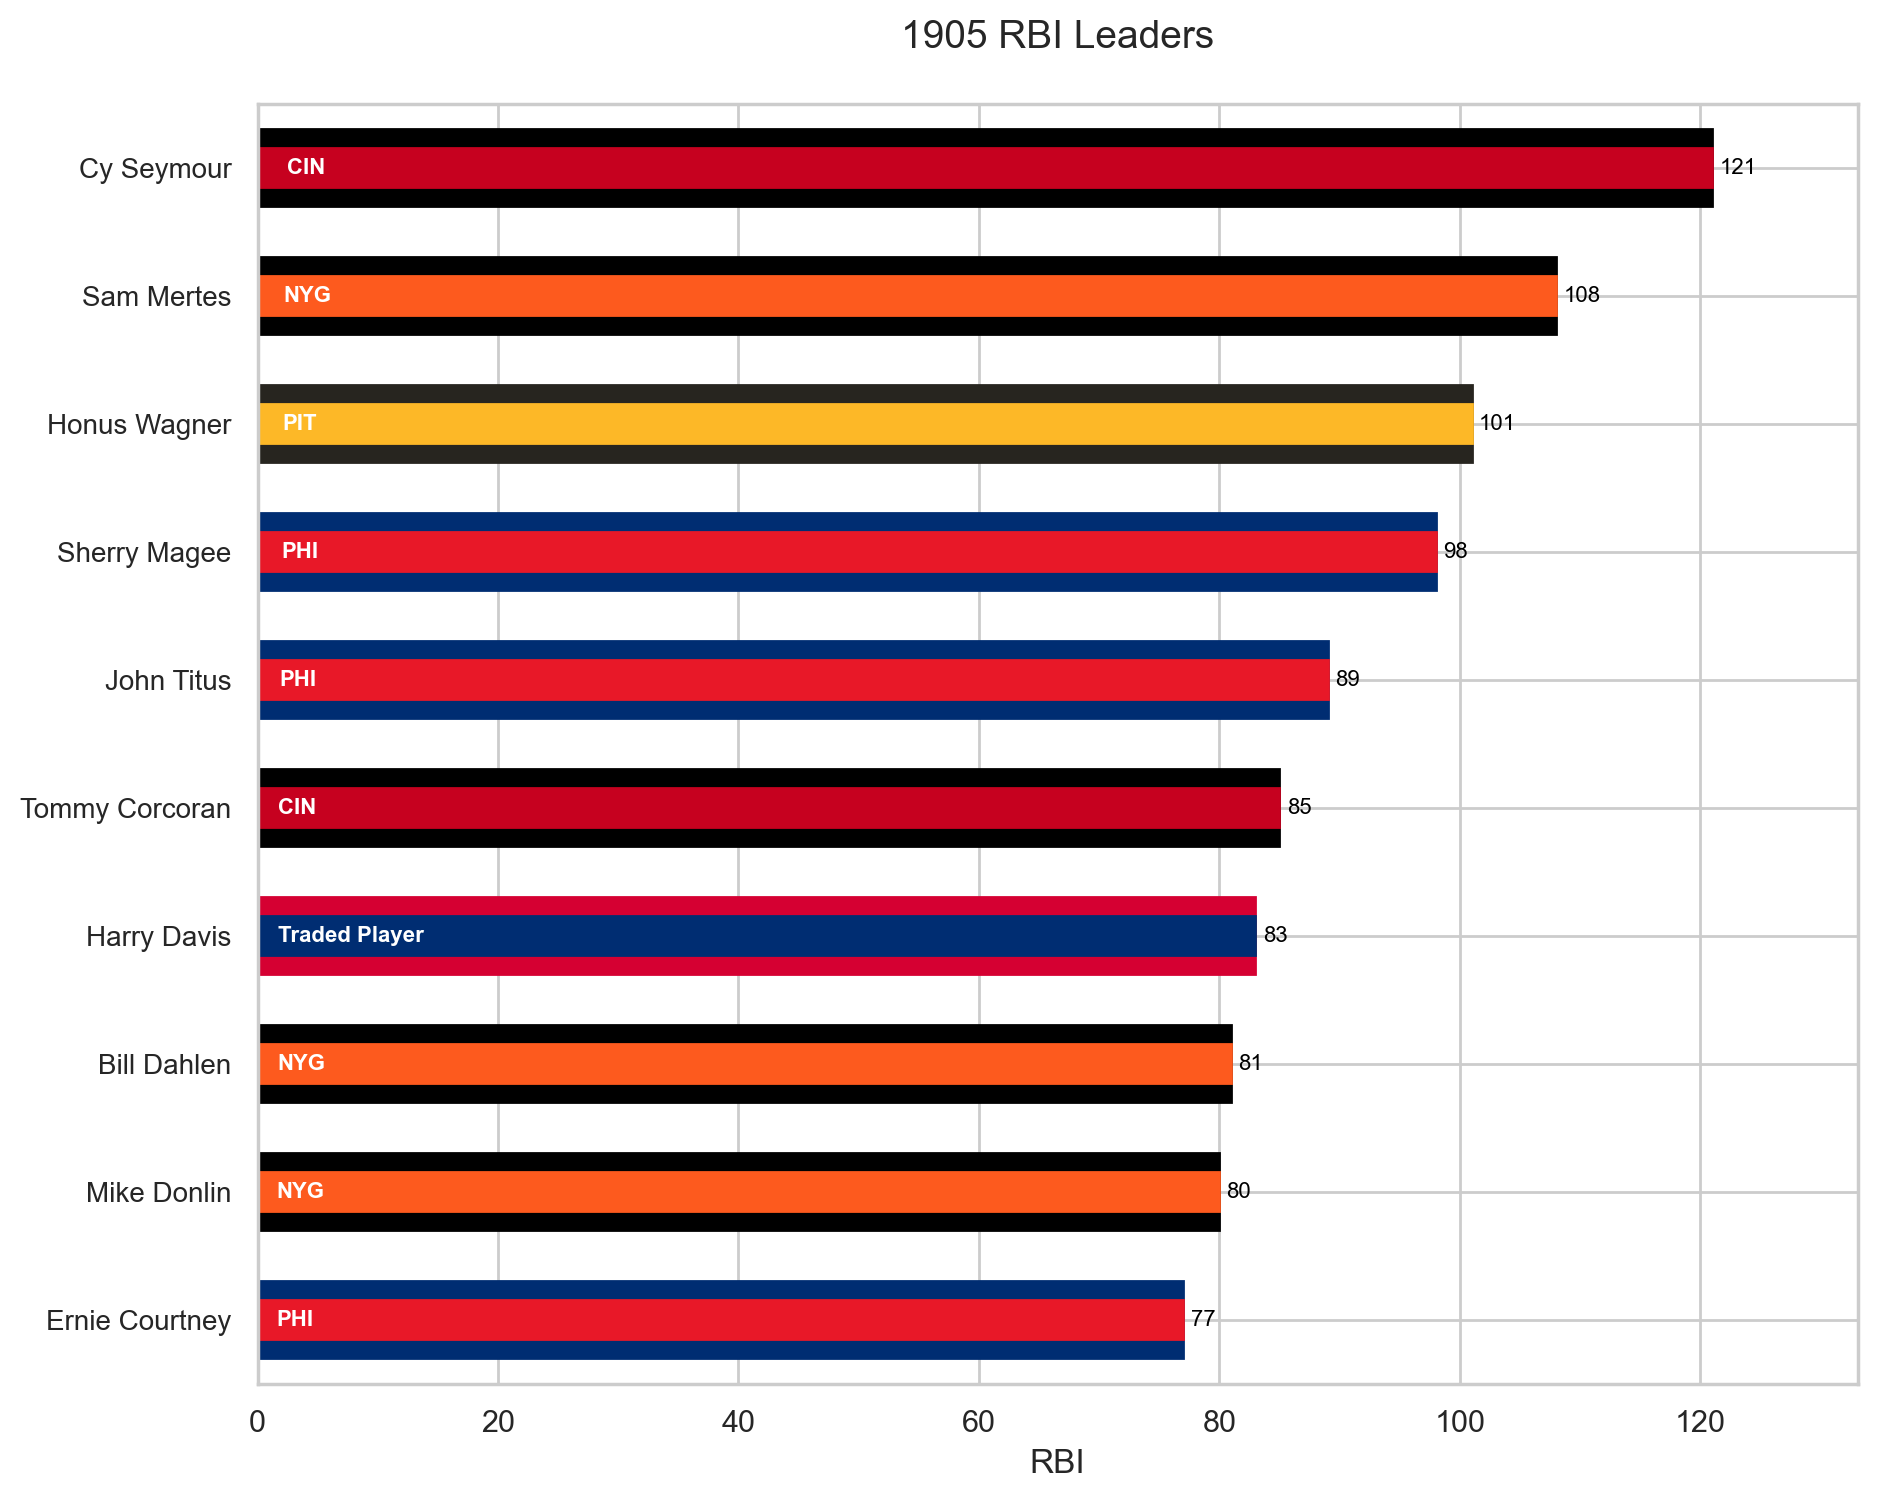 1905 RBI Leaders
Cy Seymour CIN 121
Sam Mertes NYG 108
Honus Wagner PIT 101
Sherry Magee PHI 98
John Titus PHI 89
Tommy Corcoran CIN 85
Harry Davis Traded Player 83
Bill Dahlen NYG 81
Mike Donlin NYG 80
Ernie Courtney PHI 77
0 20 40 60 80 100 120
RBI